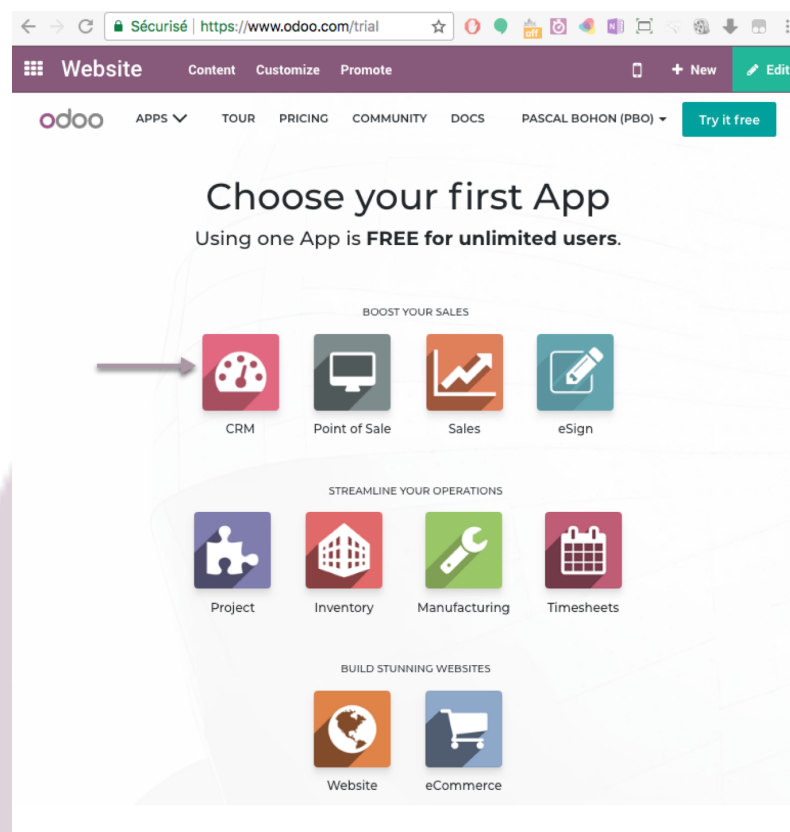 Sécurisé | https://www.odoo.com/trial
off
N
Website Content Customize Promote + New Edit
odoo APPS TOUR PRICING COMMUNITY DOCS PASCAL BOHON (PBO) Try it free
Choose your first App
Using one App is FREE for unlimited users.
BOOST YOUR SALES
CRM Point of Sale Sales eSign
STREAMLINE YOUR OPERATIONS
Project Inventory Manufacturing Timesheets
BUILD STUNNING WEBSITES
Website eCommerce